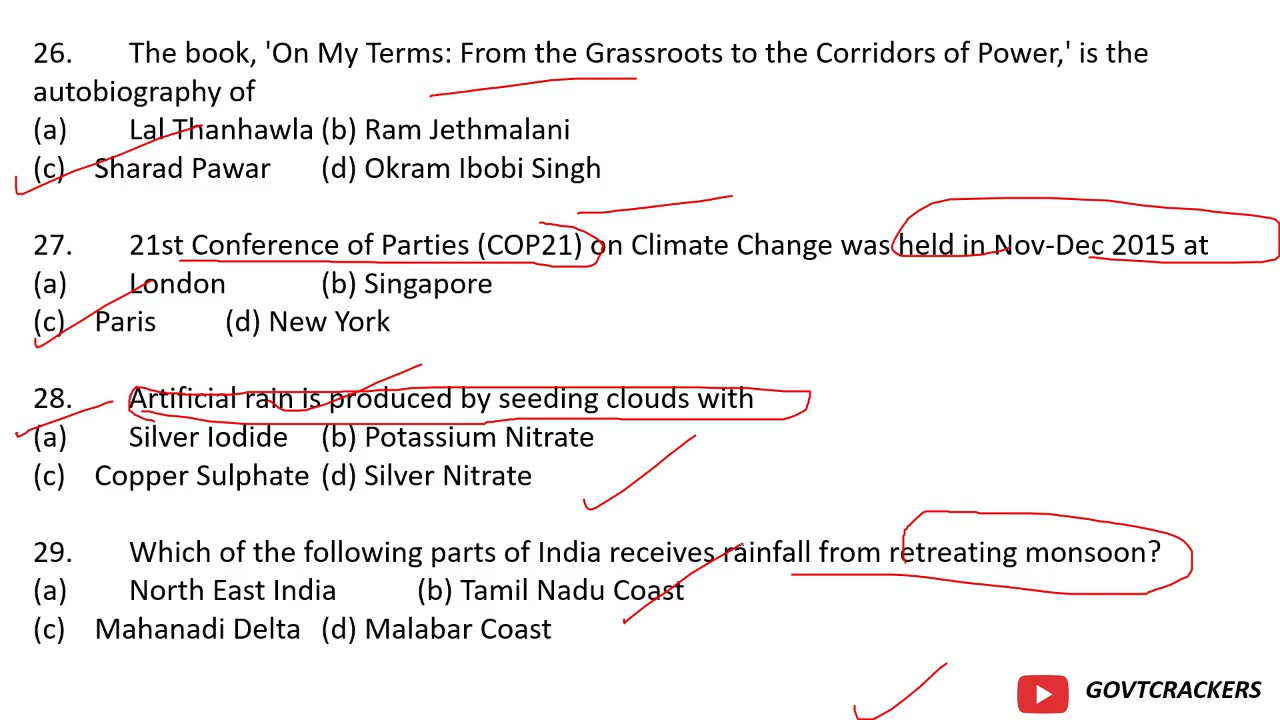 26. The book, 'On My Terms: From the Grassroots to the Corridors of Power,' is the
autobiography of
(a) Lal Thanhawla (b) Ram Jethmalani
(c) Sharad Pawar (d) Okram Ibobi Singh
27. 21st Conference of Parties (COP21) on Climate Change was held in Nov-Dec 2015 at
(a) London (b) Singapore
(c) Paris (d) New York
28. Artificial rain is produced by seeding clouds with
(a) Silver Iodide (b) Potassium Nitrate
(c) Copper Sulphate (d) Silver Nitrate
29. Which of the following parts of India receives rainfall from retreating monsoon?
(a) North East India (b) Tamil Nadu Coast
(c) Mahanadi Delta (d) Malabar Coast
GOVTCRACKERS